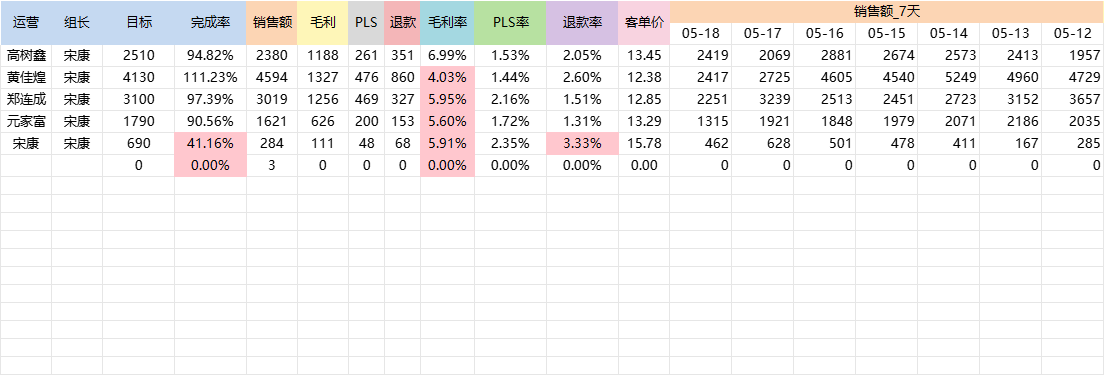 运营 组长 目标 完成率 销售额 毛利 PLS 退款 毛利率 PLS率 退款率 客单价 销售额_7天
05-18 05-17 05-16 05-15 05-14 05-13 05-12
高树鑫 宋康 2510 94.82% 2380 1188 261 351 6.99% 1.53% 2.05% 13.45 2419 2069 2881 2674 2573 2413 1957
黄佳煌 宋康 4130 111.23% 4594 1327 476 860 4.03% 1.44% 2.60% 12.38 2417 2725 4605 4540 5249 4960 4729
郑连成 宋康 3100 97.39% 3019 1256 469 327 5.95% 2.16% 1.51% 12.85 2251 3239 2513 2451 2723 3152 3657
元家富 宋康 1790 90.56% 1621 626 200 153 5.60% 1.72% 1.31% 13.29 1315 1921 1848 1979 2071 2186 2035
宋康 宋康 690 41.16% 284 111 48 68 5.91% 2.35% 3.33% 15.78 462 628 501 478 411 167 285
0 0.00% 3 0 0 0 0.00% 0.00% 0.00% 0.00 0 0 0 0 0 0 0